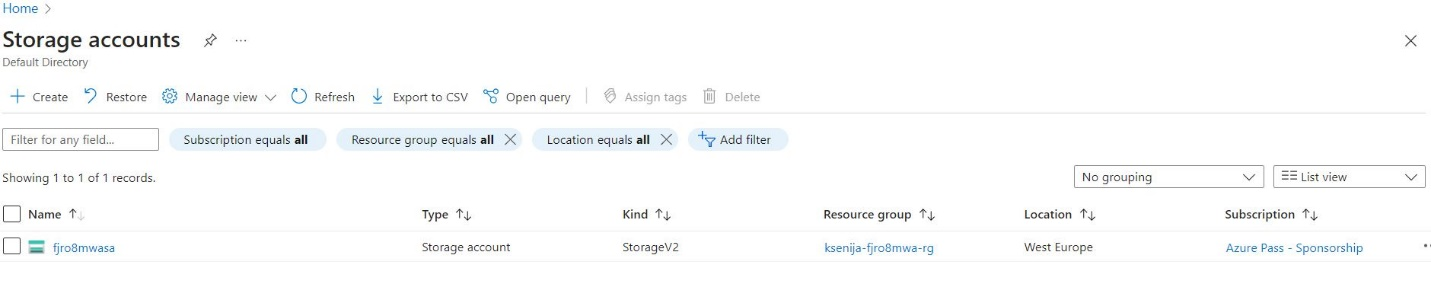 Home >
Storage accounts ...
Default Directory
+ Create Restore Manage view Refresh Export to CSV Open query Assign tags Delete
Filter for any field... Subscription equals all Resource group equals all Location equals all Add filter
Showing 1 to 1 of 1 records. No grouping List view
Name Type Kind Resource group Location Subscription
fjro8mwasa Storage account StorageV2 ksenija-fjro8mwa-rg West Europe Azure Pass - Sponsorship